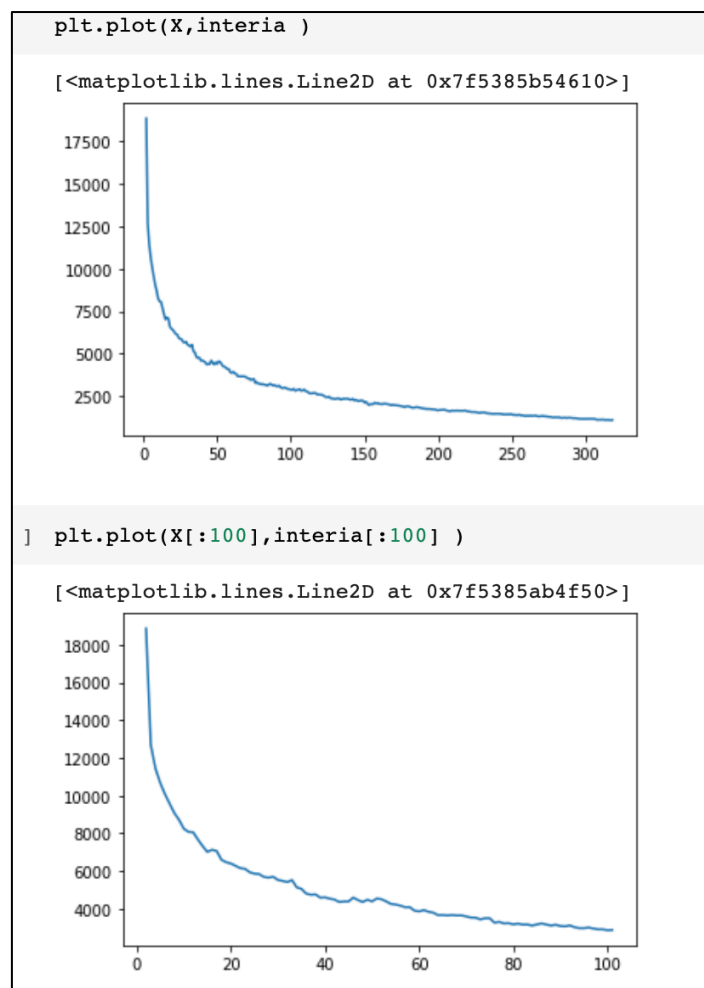 plt.plot(X,interia )
[<matplotlib.lines.Line2D at 0x7f5385b54610>]
17500
15000
12500
10000
7500
5000
2500
0 50 100 150 200 250 300
] plt.plot(X[:100],interia[:100] )
[<matplotlib.lines.Line2D at 0x7f5385ab4f50>]
18000
16000
14000
12000
10000
8000
6000
4000
0 20 40 60 80 100